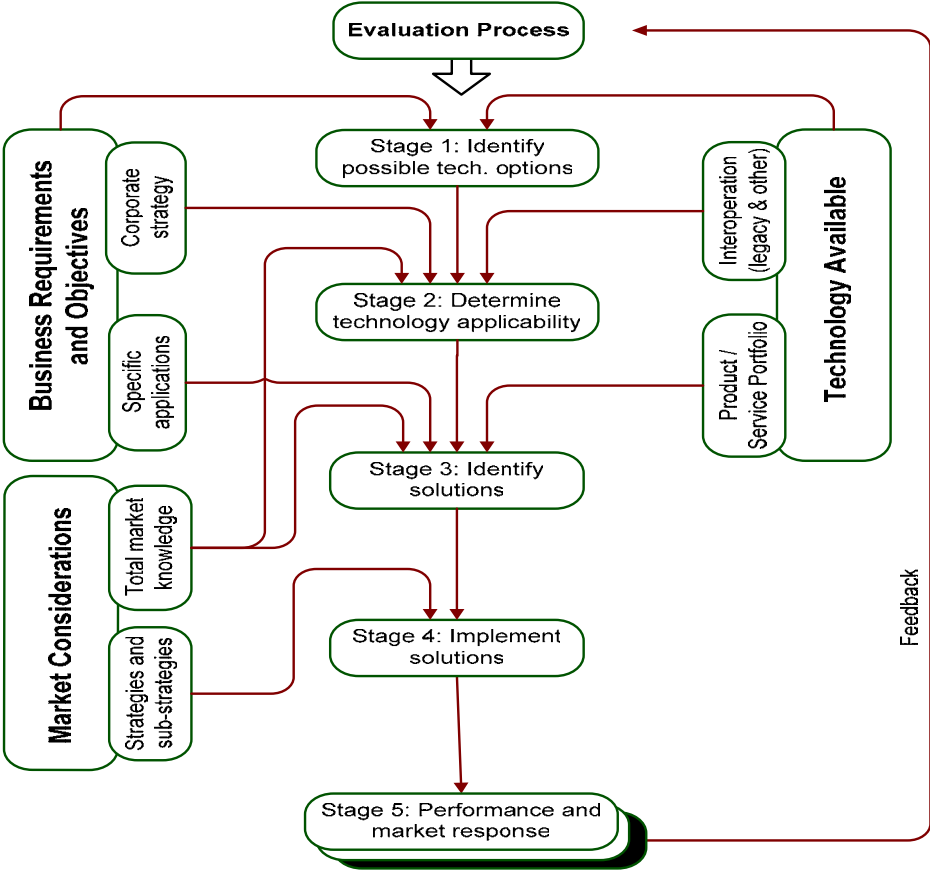 Evaluation Process
Stage 1: Identify
possible tech. options
Business Requirements
and Objectives
Corporate
strategy
Specific
applications
Interoperation
(legacy & other)
Product /
Service Portfolio
Technology Available
Stage 2: Determine
technology applicability
Stage 3: Identify
solutions
Market Considerations
Total market
knowledge
Strategies and
sub-strategies
Stage 4: Implement
solutions
Feedback
Stage 5: Performance and
market response